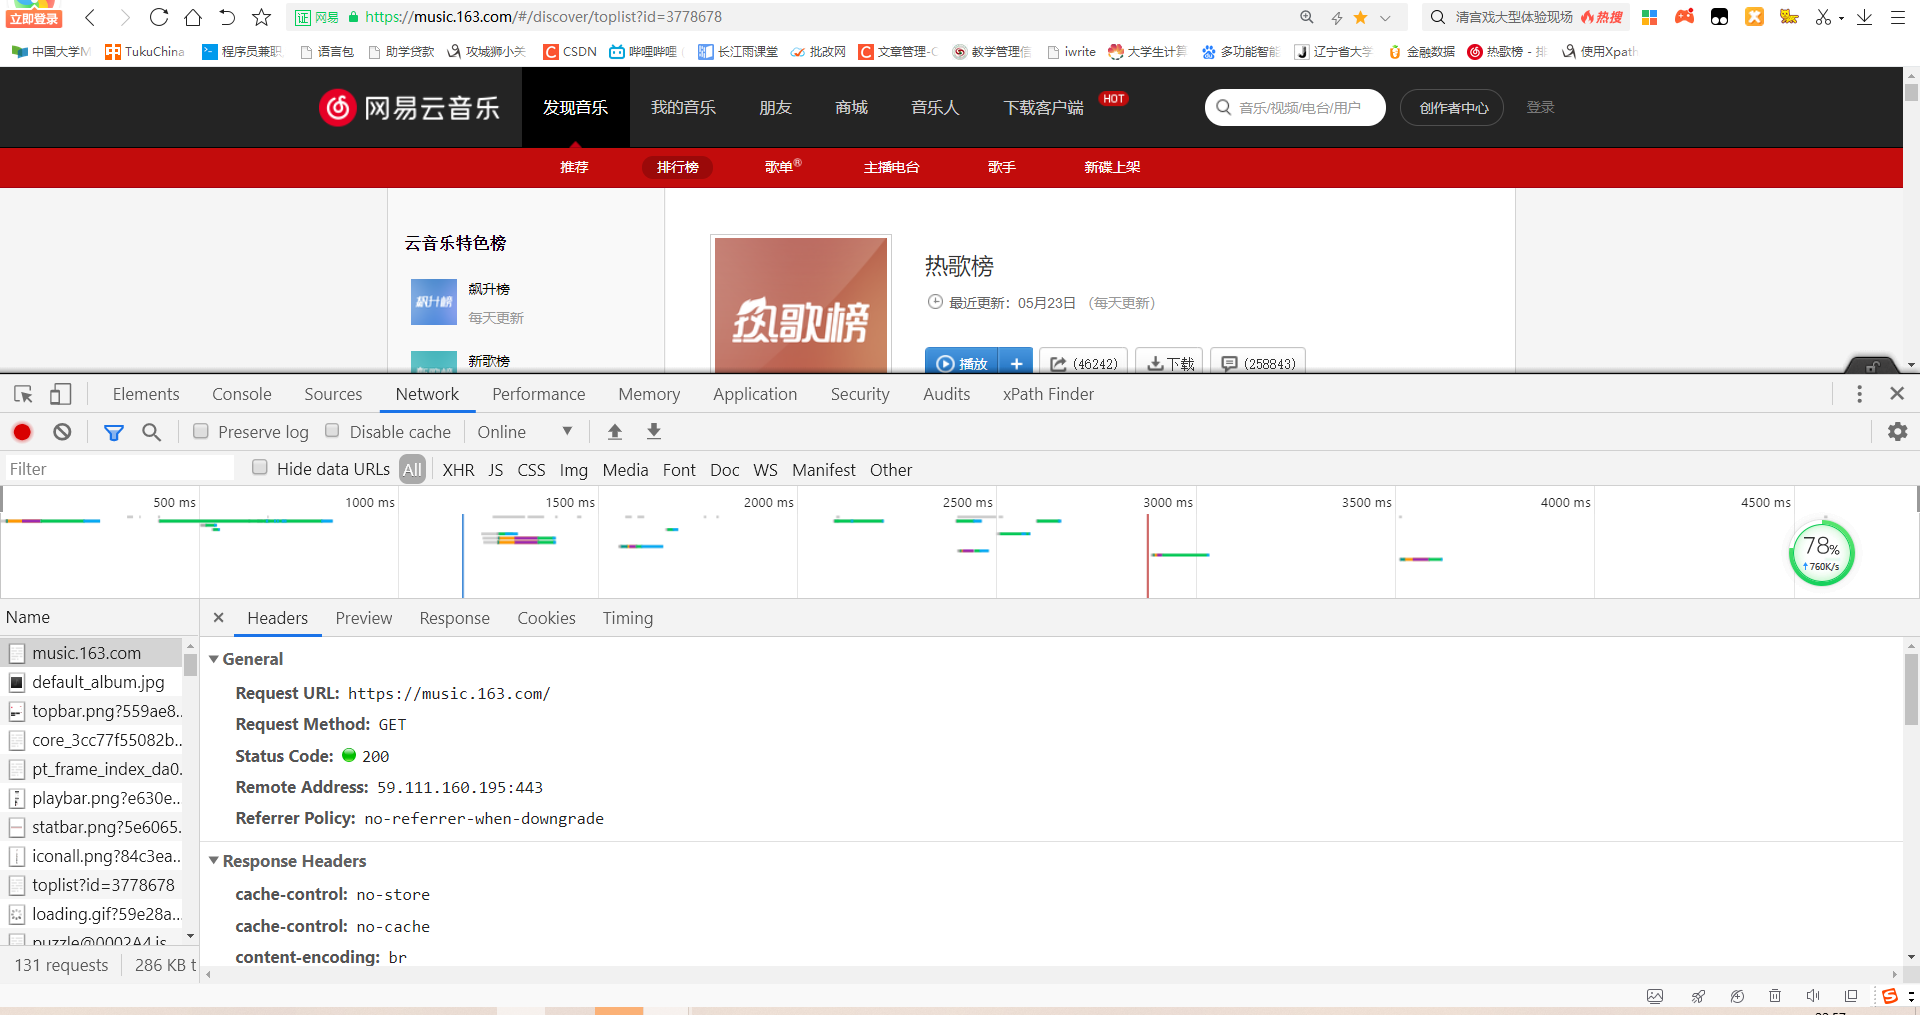 立即登录
证 网易 https://music.163.com/#/discover/toplist?id=3778678
清宫戏大型体验现场 热搜
中国大学M TukuChina 程序员兼职 语言包 助学贷款 攻城狮小关 CSDN 哔哩哔哩 ( 长江雨课堂 批改网 文章管理-C 教学管理信 iwrite 大学生计算 多功能智能 辽宁省大学 金融数据 热歌榜 - 排 使用Xpath
网易云音乐 发现音乐 我的音乐 朋友 商城 音乐人 下载客户端 HOT 音乐/视频/电台/用户 创作者中心 登录
推荐 排行榜 歌单® 主播电台 歌手 新碟上架
云音乐特色榜
飙升榜
飙升榜
每天更新
新歌榜
热歌榜
热歌榜
最近更新：05月23日 (每天更新)
播放 + (46242) 下载 (258843)
Elements Console Sources Network Performance Memory Application Security Audits xPath Finder
Preserve log Disable cache Online
Filter Hide data URLs All XHR JS CSS Img Media Font Doc WS Manifest Other
500 ms 1000 ms 1500 ms 2000 ms 2500 ms 3000 ms 3500 ms 4000 ms 4500 ms
78%
↑760K/s
Name
music.163.com
default_album.jpg
topbar.png?559ae8..
core_3cc77f55082b..
pt_frame_index_da0.
playbar.png?e630e..
statbar.png?5e6065.
iconall.png?84c3ea..
toplist?id=3778678
loading.gif?59e28a...
puzzle@0002A4.js
131 requests 286 KB t
× Headers Preview Response Cookies Timing
General
Request URL: https://music.163.com/
Request Method: GET
Status Code: 200
Remote Address: 59.111.160.195:443
Referrer Policy: no-referrer-when-downgrade
Response Headers
cache-control: no-store
cache-control: no-cache
content-encoding: br